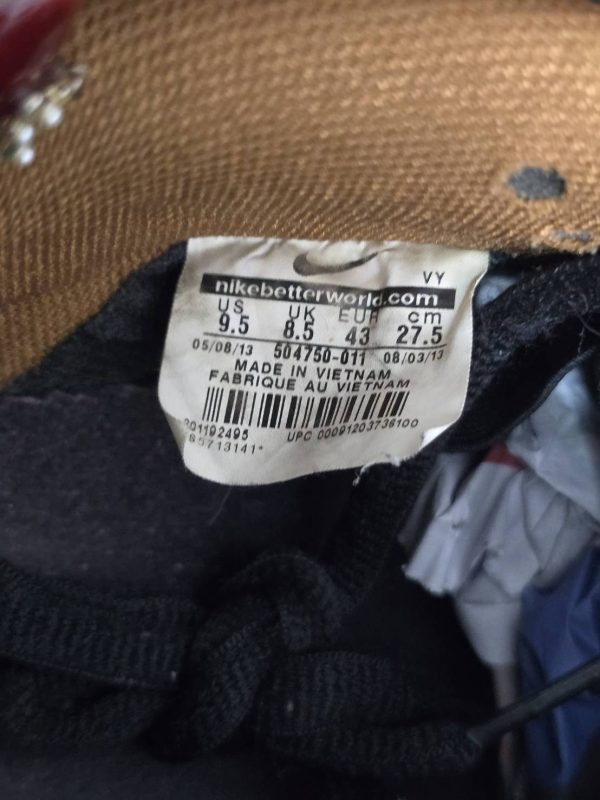 VY
nikebetterworld.com
US UK EUR cm
9.5 8.5 43 27.5
05/08/13 504750-011 08/03/13
MADE IN VIETNAM
FABRIQUE AU VIETNAM
UPC 00091203736100